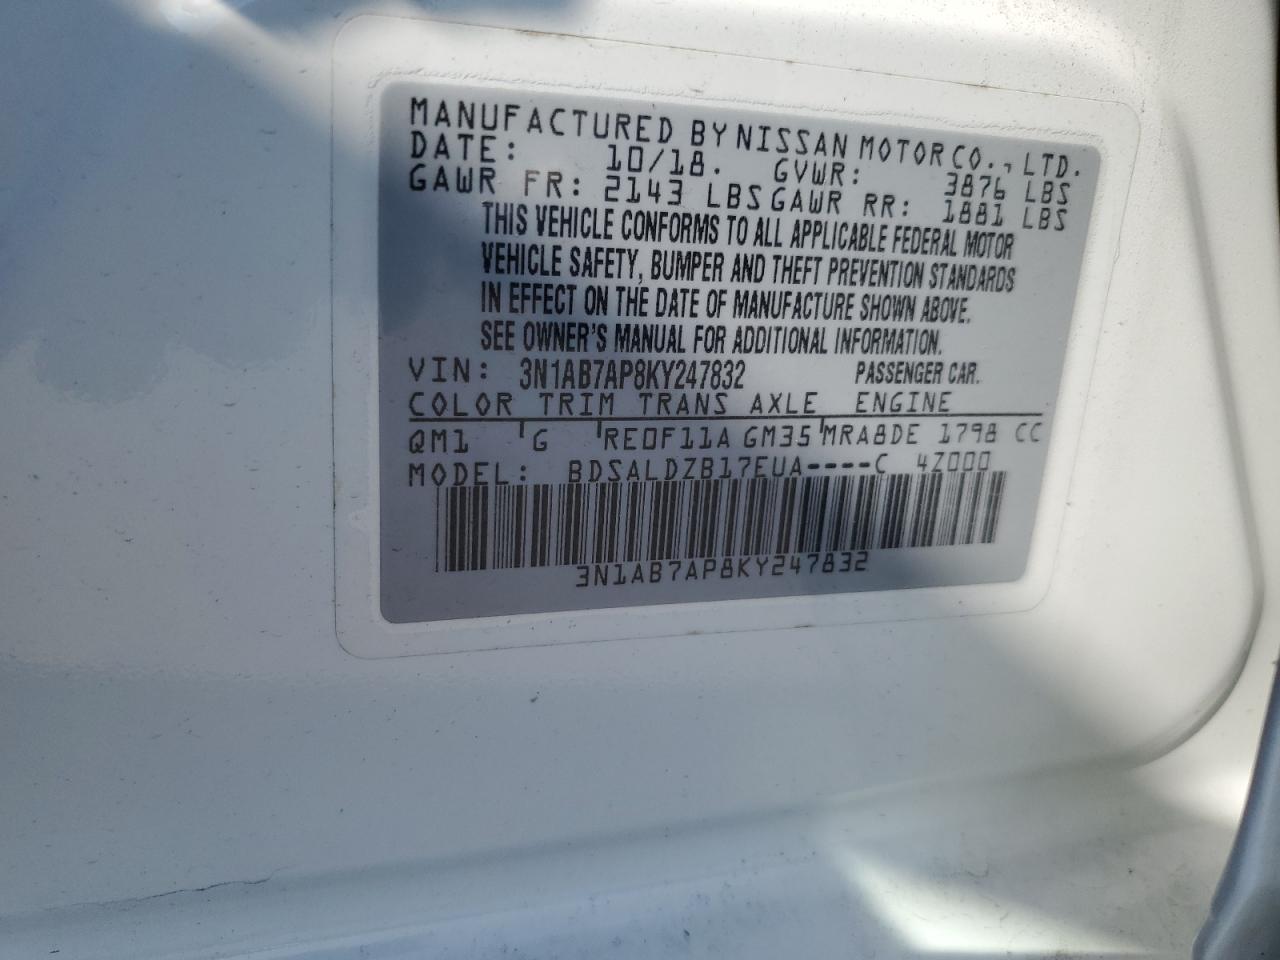 MANUFACTURED BY NISSAN MOTOR CO., LTD.
DATE: 10/18. GVWR: 3876 LBS
GAWR FR: 2143 LBS GAWR RR: 1881 LBS
THIS VEHICLE CONFORMS TO ALL APPLICABLE FEDERAL MOTOR
VEHICLE SAFETY, BUMPER AND THEFT PREVENTION STANDARDS
IN EFFECT ON THE DATE OF MANUFACTURE SHOWN ABOVE.
SEE OWNER'S MANUAL FOR ADDITIONAL INFORMATION.
VIN: 3N1AB7AP8KY247832 PASSENGER CAR.
COLOR TRIM TRANS AXLE ENGINE
QM1 G RE0F11A GM35 MRA8DE 1798 CC
MODEL: BDSALDZB17EUA----C 4Z000
3N1AB7AP8KY247832